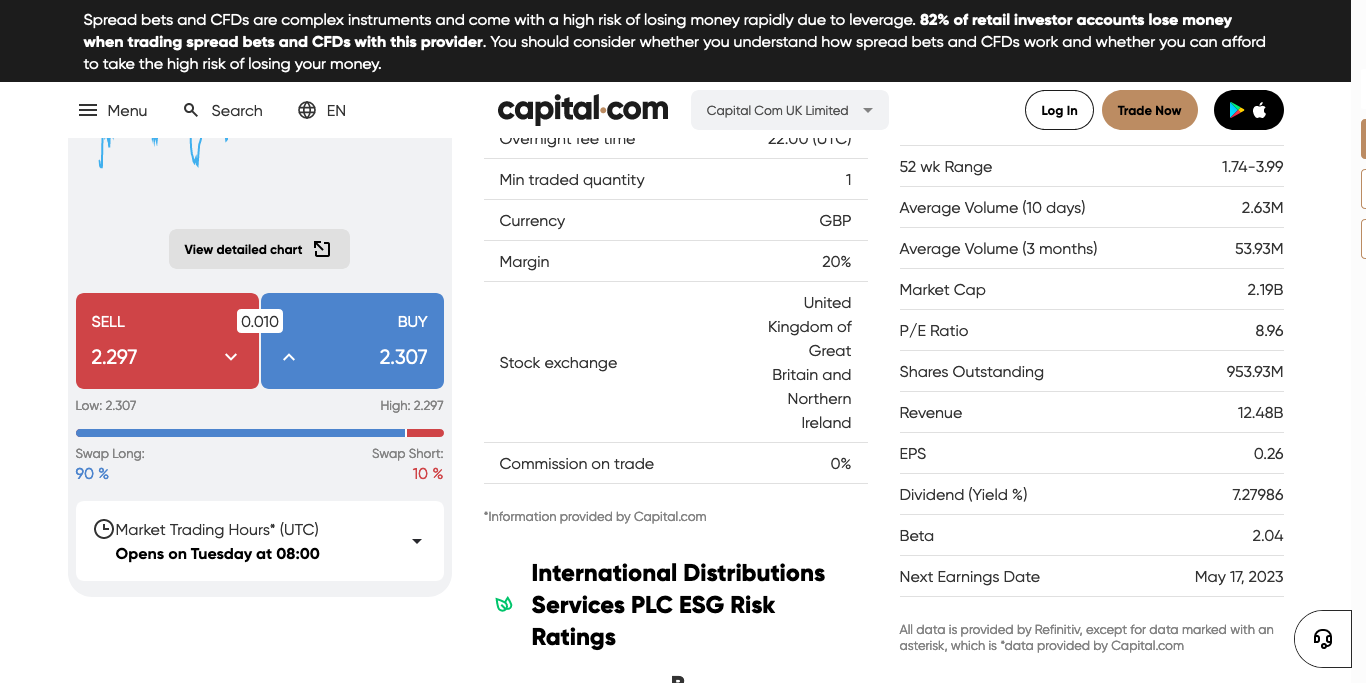 Spread bets and CFDs are complex instruments and come with a high risk of losing money rapidly due to leverage. 82% of retail investor accounts lose money
when trading spread bets and CFDs with this provider. You should consider whether you understand how spread bets and CFDs work and whether you can afford
to take the high risk of losing your money.
Menu
Search
EN
capital.com
Capital Com UK Limited
Log In
Trade Now
View detailed chart
SELL
0.010
BUY
2.297
2.307
Low: 2.307
High: 2.297
Swap Long:
Swap Short:
90 %
10 %
Market Trading Hours* (UTC)
Opens on Tuesday at 08:00
Overnight fee time 22:00 (UTC)
Min traded quantity 1
Currency GBP
Margin 20%
Stock exchange
United
Kingdom of
Great
Britain and
Northern
Ireland
Commission on trade 0%
*Information provided by Capital.com
International Distributions
Services PLC ESG Risk
Ratings
52 wk Range 1.74-3.99
Average Volume (10 days) 2.63M
Average Volume (3 months) 53.93M
Market Cap 2.19B
P/E Ratio 8.96
Shares Outstanding 953.93M
Revenue 12.48B
EPS 0.26
Dividend (Yield %) 7.27986
Beta 2.04
Next Earnings Date May 17, 2023
All data is provided by Refinitiv, except for data marked with an
asterisk, which is *data provided by Capital.com